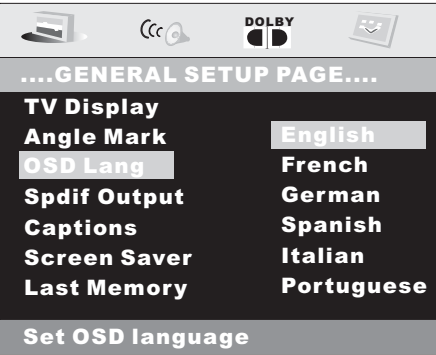 DOLBY
....GENERAL SETUP PAGE....
TV Display
Angle Mark
OSD Lang
Spdif Output
Captions
Screen Saver
Last Memory
English
French
German
Spanish
Italian
Portuguese
Set OSD language